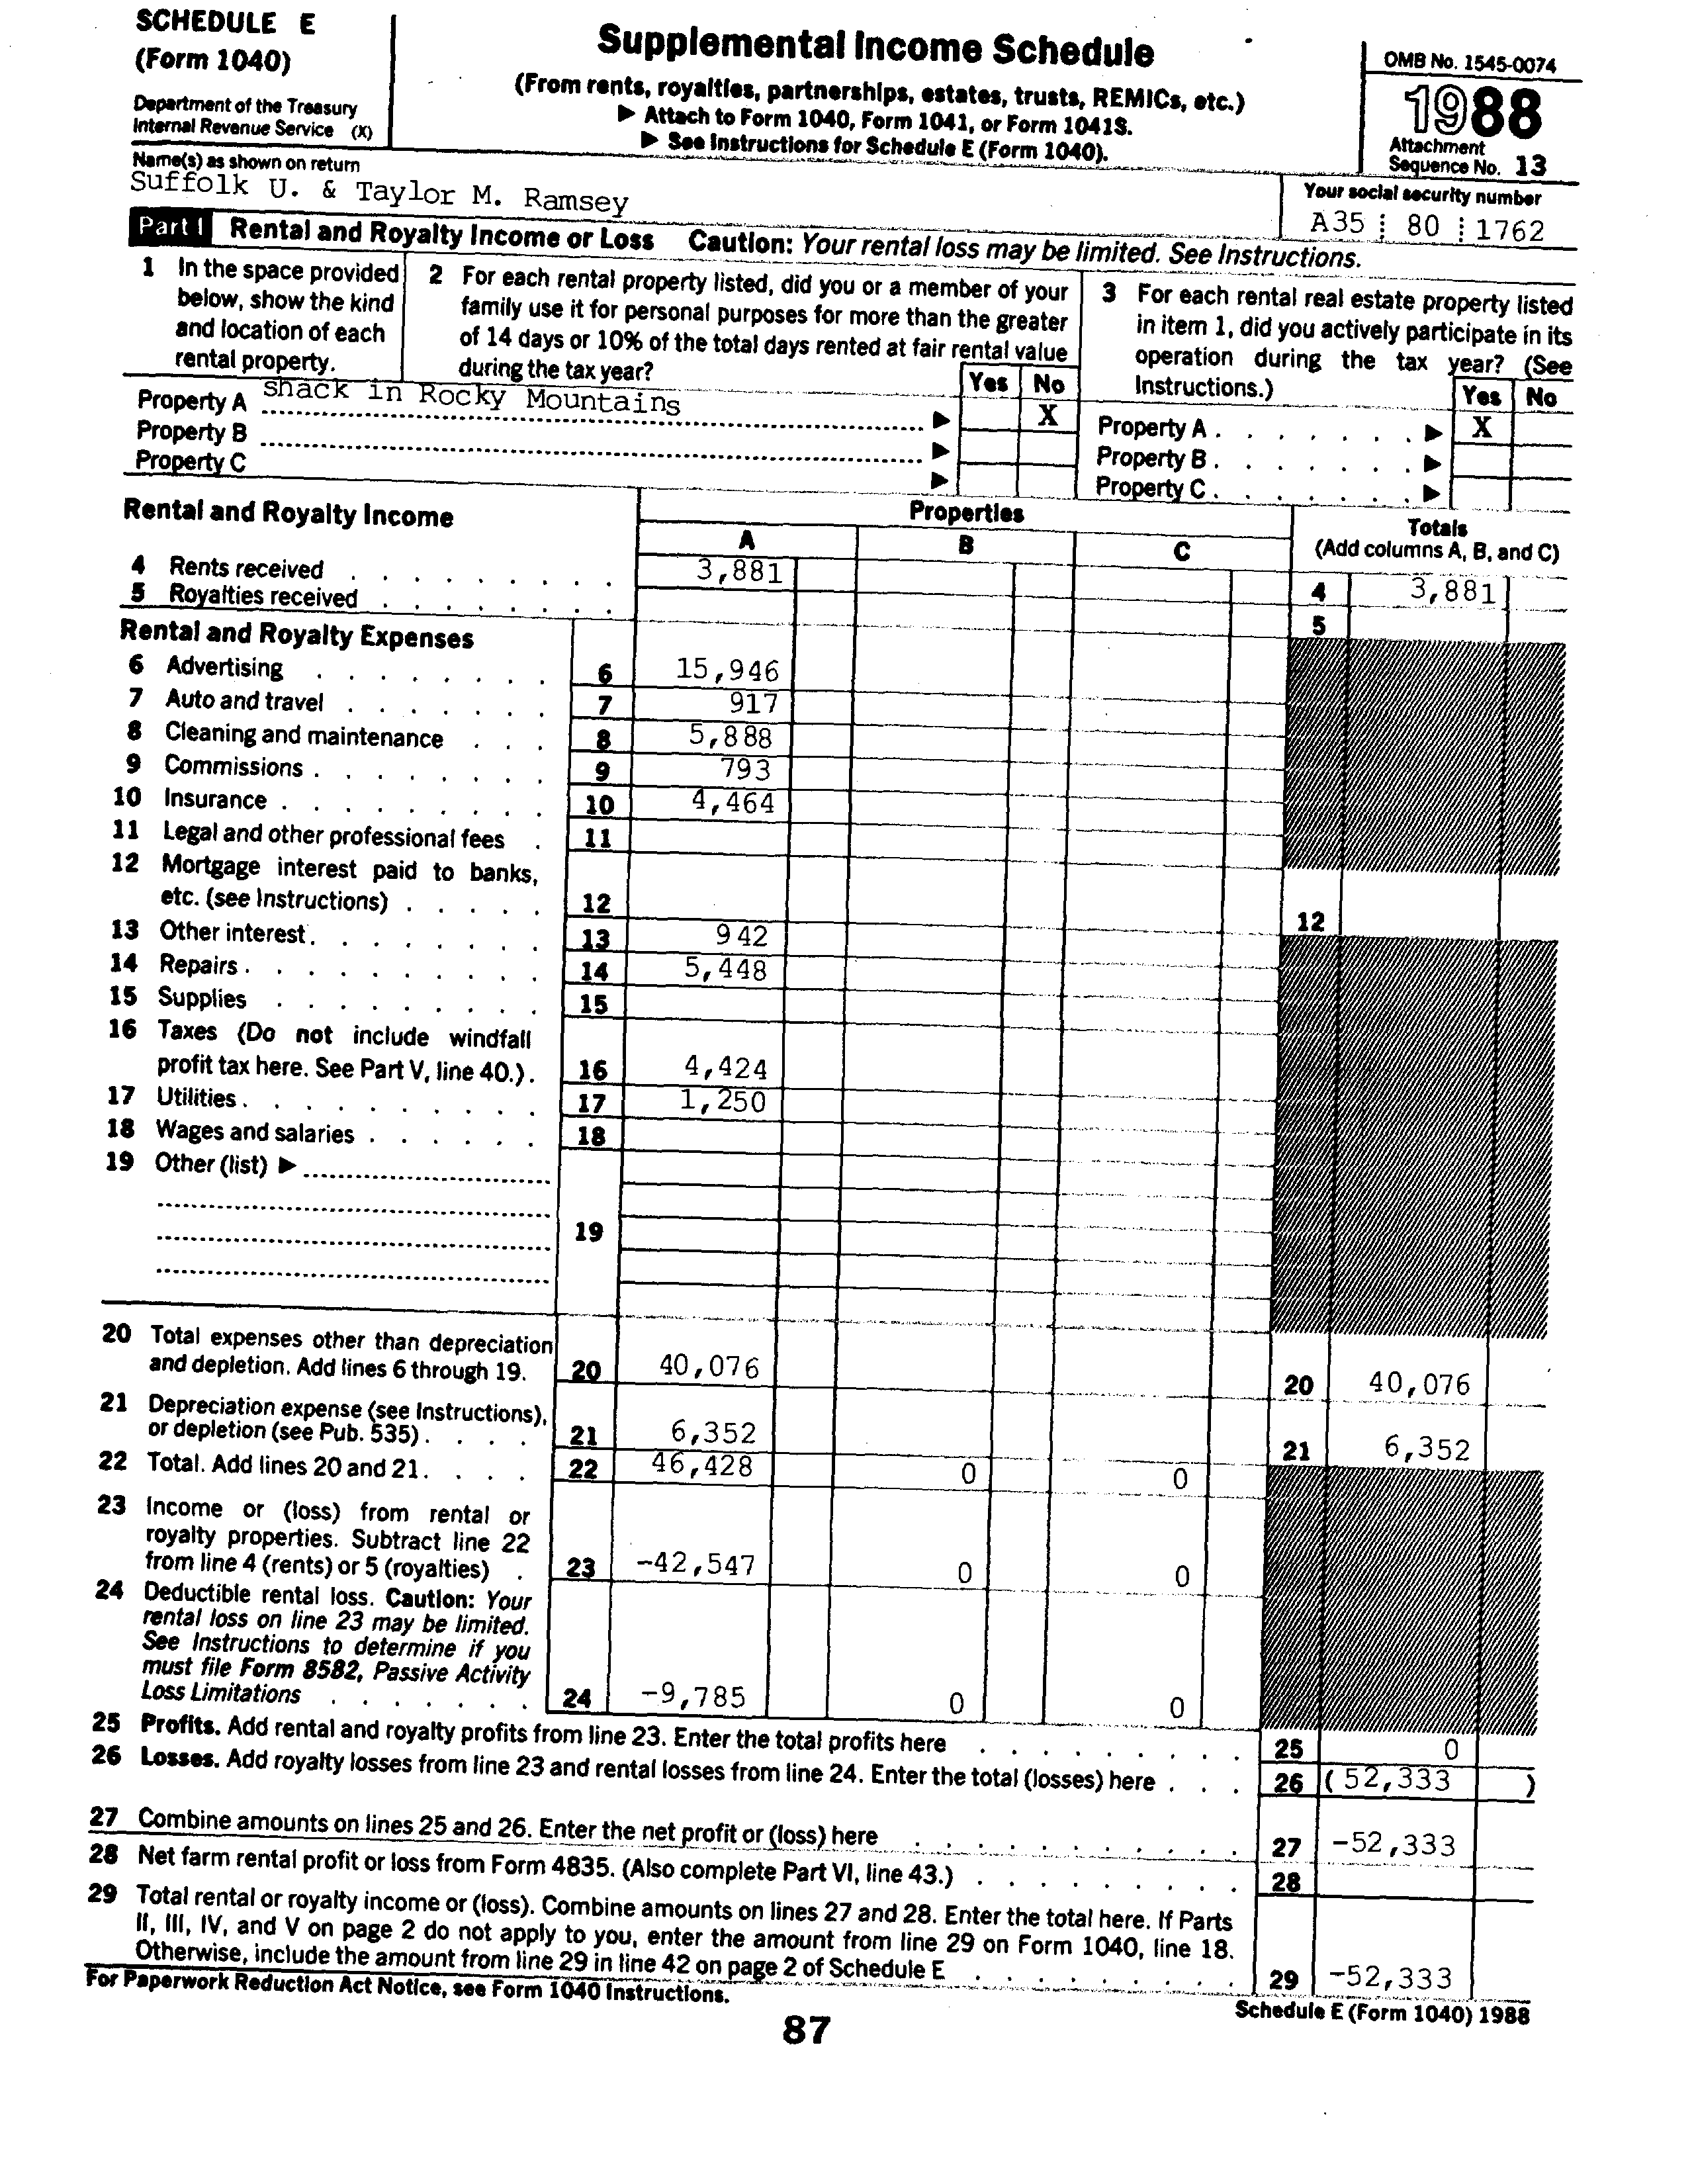 SCHEDULE E
(Form 1040)
Department of the Treasury
Internal Revenue Service (X)
Supplemental Income Schedule
(From rents, royalties, partnerships, estates, trusts, REMICs, etc.)
▶ Attach to Form 1040, Form 1041, or Form 1041S.
▶ See Instructions for Schedule E (Form 1040).
OMB No. 1545-0074
1988
Attachment
Sequence No. 13
Name(s) as shown on return
Suffolk U. & Taylor M. Ramsey
Your social security number
A35 80 1762
Part I Rental and Royalty Income or Loss Caution: Your rental loss may be limited. See Instructions.
1 In the space provided
below, show the kind
and location of each
rental property.
2 For each rental property listed, did you or a member of your
family use it for personal purposes for more than the greater
of 14 days or 10% of the total days rented at fair rental value
during the tax year?
Yes No
3 For each rental real estate property listed
in item 1, did you actively participate in its
operation during the tax year? (See
Instructions.)
Yes No
Property A shack in Rocky Mountains ▶ X
Property B ▶
Property C ▶
Property A . . . . . . . ▶ X
Property B . . . . . . . ▶
Property C . . . . . . . ▶
Rental and Royalty Income
Properties
A B C
Totals
(Add columns A, B, and C)
4 Rents received 3,881 4 3,881
5 Royalties received 5
Rental and Royalty Expenses
6 Advertising 6 15,946
7 Auto and travel 7 917
8 Cleaning and maintenance 8 5,888
9 Commissions 9 793
10 Insurance 10 4,464
11 Legal and other professional fees 11
12 Mortgage interest paid to banks,
etc. (see Instructions) 12 12
13 Other interest 13 942
14 Repairs 14 5,448
15 Supplies 15
16 Taxes (Do not include windfall
profit tax here. See Part V, line 40.) 16 4,424
17 Utilities 17 1,250
18 Wages and salaries 18
19 Other (list) ▶
19
20 Total expenses other than depreciation
and depletion. Add lines 6 through 19. 20 40,076 20 40,076
21 Depreciation expense (see Instructions),
or depletion (see Pub. 535) 21 6,352 21 6,352
22 Total. Add lines 20 and 21 22 46,428 0 0
23 Income or (loss) from rental or
royalty properties. Subtract line 22
from line 4 (rents) or 5 (royalties) 23 -42,547 0 0
24 Deductible rental loss. Caution: Your
rental loss on line 23 may be limited.
See Instructions to determine if you
must file Form 8582, Passive Activity
Loss Limitations 24 -9,785 0 0
25 Profits. Add rental and royalty profits from line 23. Enter the total profits here 25 0
26 Losses. Add royalty losses from line 23 and rental losses from line 24. Enter the total (losses) here 26 (52,333 )
27 Combine amounts on lines 25 and 26. Enter the net profit or (loss) here 27 -52,333
28 Net farm rental profit or loss from Form 4835. (Also complete Part VI, line 43.) 28
29 Total rental or royalty income or (loss). Combine amounts on lines 27 and 28. Enter the total here. If Parts
II, III, IV, and V on page 2 do not apply to you, enter the amount from line 29 on Form 1040, line 18.
Otherwise, include the amount from line 29 in line 42 on page 2 of Schedule E 29 -52,333
For Paperwork Reduction Act Notice, see Form 1040 Instructions.
Schedule E (Form 1040) 1988
87